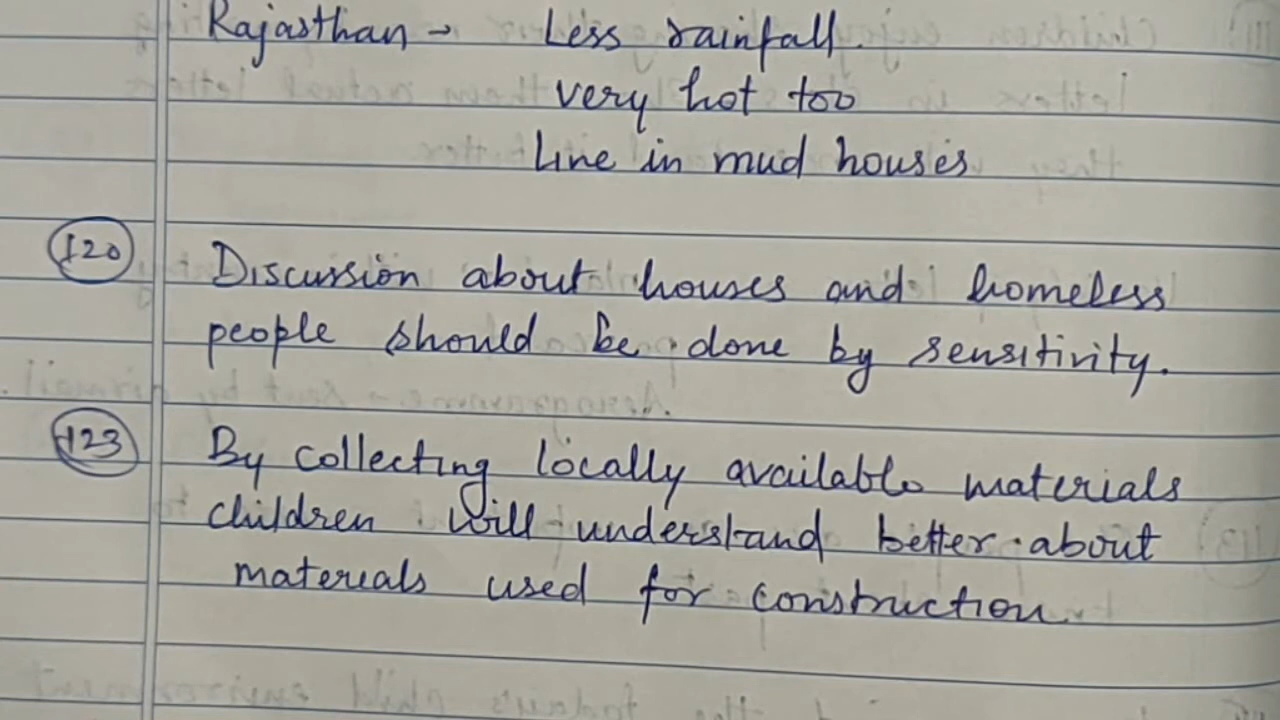 Rajasthan → Less rainfall.
very hot too
Live in mud houses
120 Discussion about houses and homeless
people should be done by sensitivity.
123 By collecting locally available materials
children will understand better about
materials used for construction